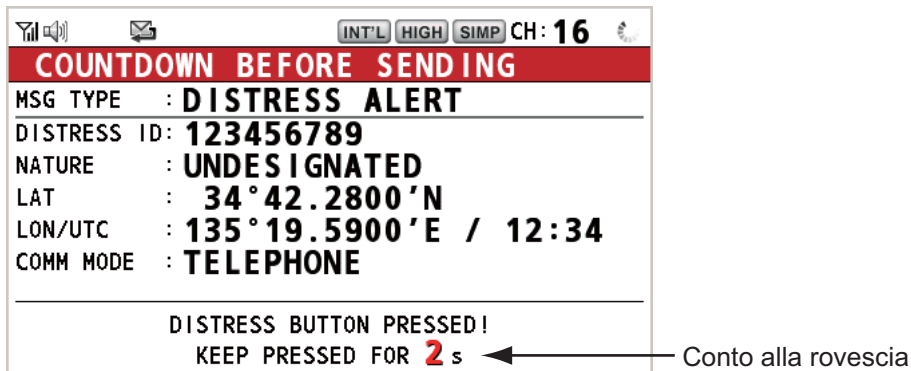 INT'L HIGH SIMP CH: 16
COUNTDOWN BEFORE SENDING
MSG TYPE : DISTRESS ALERT
DISTRESS ID: 123456789
NATURE : UNDESIGNATED
LAT : 34°42.2800'N
LON/UTC : 135°19.5900'E / 12:34
COMM MODE : TELEPHONE
DISTRESS BUTTON PRESSED!
KEEP PRESSED FOR 2 s Conto alla rovescia